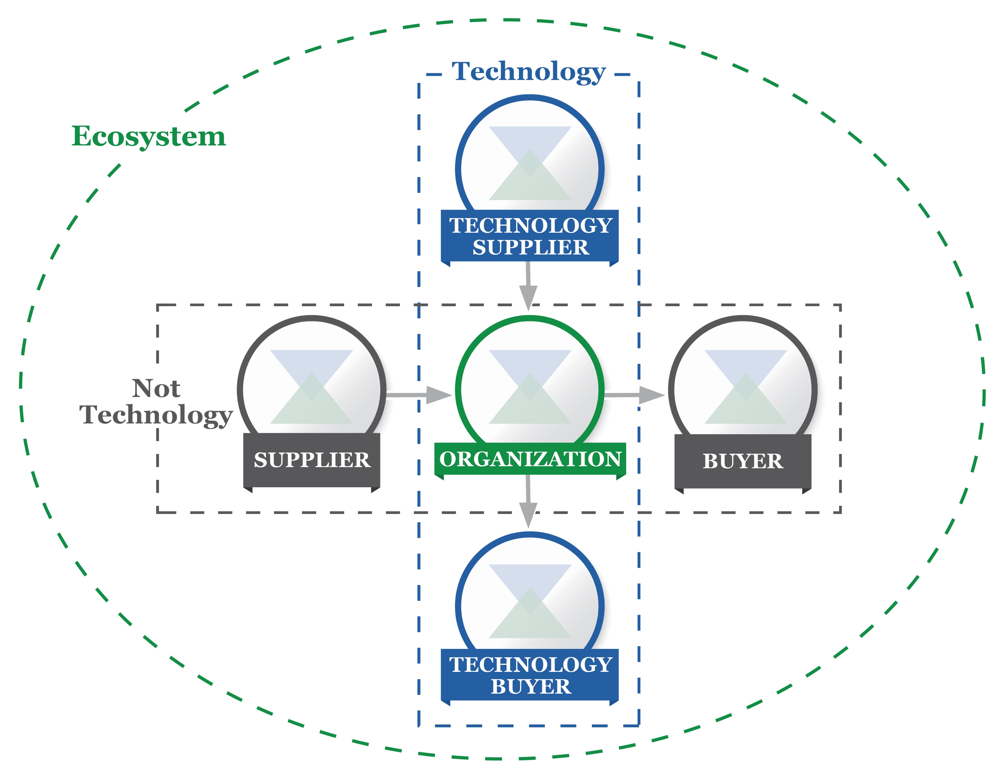 Technology
Ecosystem
TECHNOLOGY
SUPPLIER
Not
Technology
SUPPLIER
ORGANIZATION
BUYER
TECHNOLOGY
BUYER